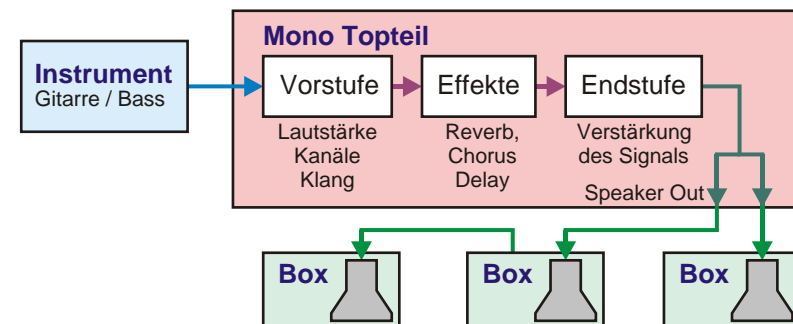 Mono Topteil
Instrument
Gitarre / Bass
Vorstufe
Effekte
Endstufe
Lautstärke
Kanäle
Klang
Reverb,
Chorus
Delay
Verstärkung
des Signals
Speaker Out
Box
Box
Box